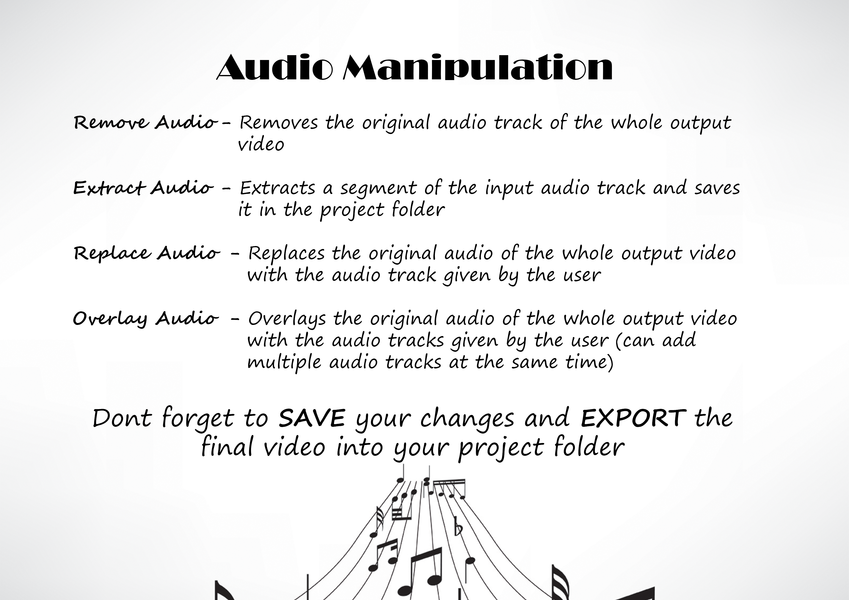 Audio Manipulation
Remove Audio - Removes the original audio track of the whole output
video
Extract Audio - Extracts a segment of the input audio track and saves
it in the project folder
Replace Audio - Replaces the original audio of the whole output video
with the audio track given by the user
Overlay Audio - Overlays the original audio of the whole output video
with the audio tracks given by the user (can add
multiple audio tracks at the same time)
Dont forget to SAVE your changes and EXPORT the
final video into your project folder